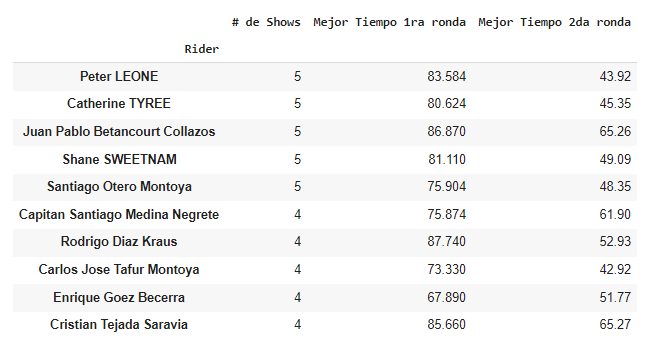 # de Shows Mejor Tiempo 1ra ronda Mejor Tiempo 2da ronda
Rider
Peter LEONE 5 83.584 43.92
Catherine TYREE 5 80.624 45.35
Juan Pablo Betancourt Collazos 5 86.870 65.26
Shane SWEETNAM 5 81.110 49.09
Santiago Otero Montoya 5 75.904 48.35
Capitan Santiago Medina Negrete 4 75.874 61.90
Rodrigo Diaz Kraus 4 87.740 52.93
Carlos Jose Tafur Montoya 4 73.330 42.92
Enrique Goez Becerra 4 67.890 51.77
Cristian Tejada Saravia 4 85.660 65.27